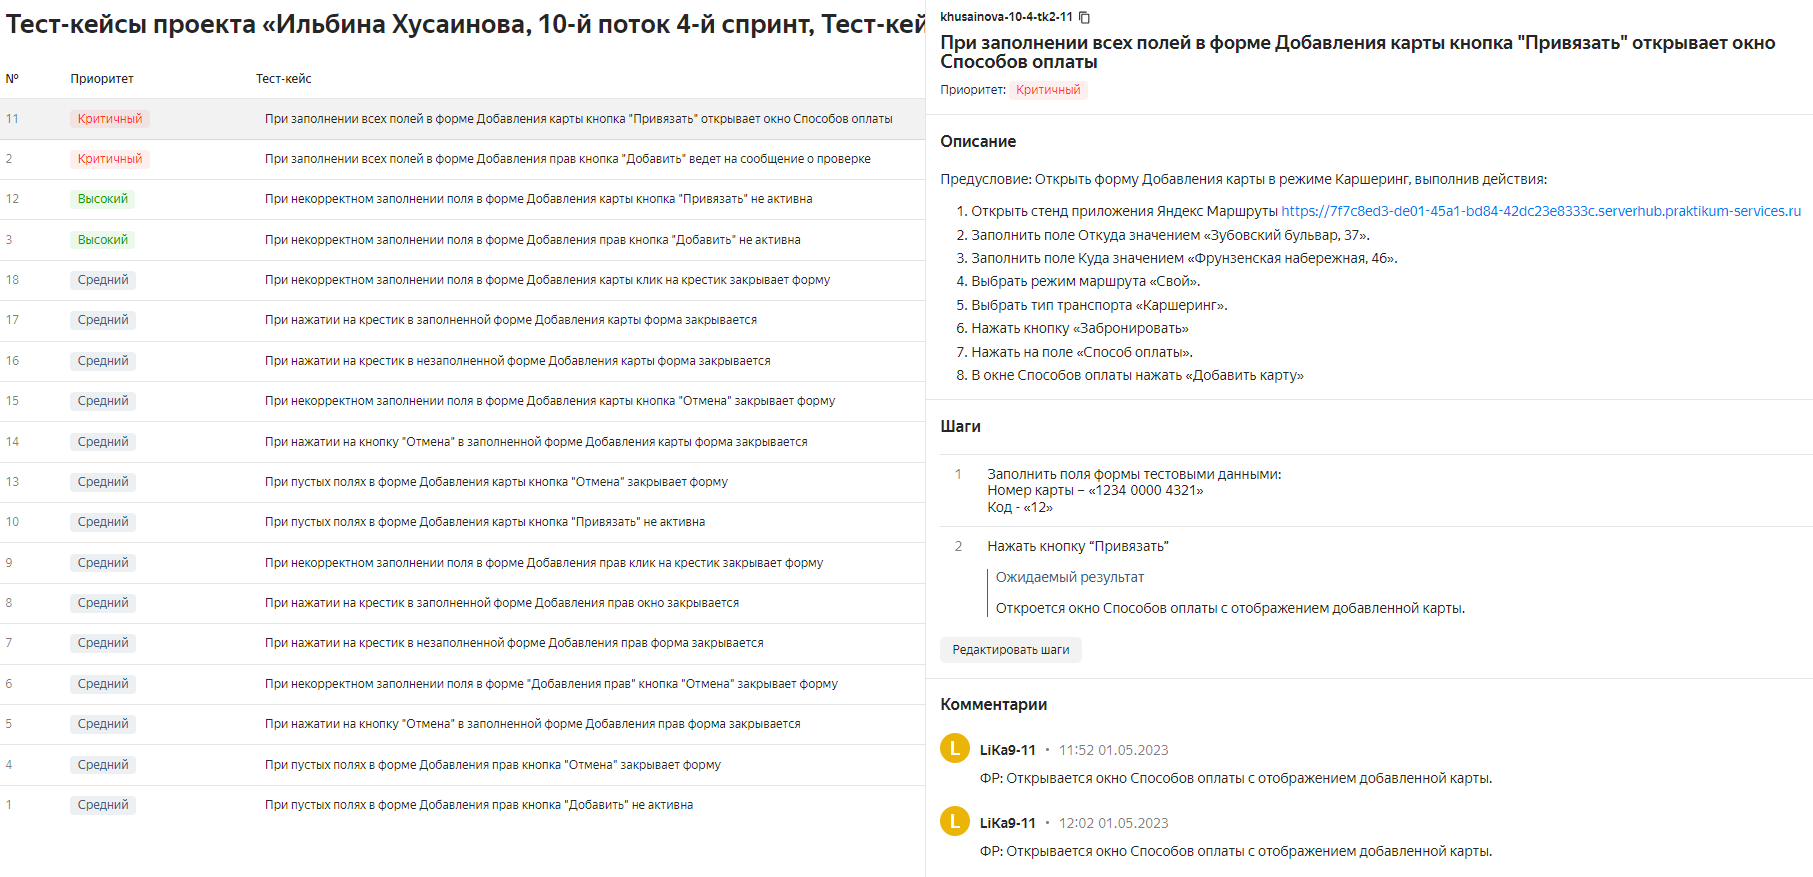 Тест-кейсы проекта «Ильбина Хусаинова, 10-й поток 4-й спринт, Тест-кей
№ Приоритет Тест-кейс
11 Критичный При заполнении всех полей в форме Добавления карты кнопка "Привязать" открывает окно Способов оплаты
2 Критичный При заполнении всех полей в форме Добавления прав кнопка "Добавить" ведет на сообщение о проверке
12 Высокий При некорректном заполнении поля в форме Добавления карты кнопка "Привязать" не активна
3 Высокий При некорректном заполнении поля в форме Добавления прав кнопка "Добавить" не активна
18 Средний При некорректном заполнении поля в форме Добавления карты клик на крестик закрывает форму
17 Средний При нажатии на крестик в заполненной форме Добавления карты форма закрывается
16 Средний При нажатии на крестик в незаполненной форме Добавления карты форма закрывается
15 Средний При некорректном заполнении поля в форме Добавления карты кнопка "Отмена" закрывает форму
14 Средний При нажатии на кнопку "Отмена" в заполненной форме Добавления карты форма закрывается
13 Средний При пустых полях в форме Добавления карты кнопка "Отмена" закрывает форму
10 Средний При пустых полях в форме Добавления карты кнопка "Привязать" не активна
9 Средний При некорректном заполнении поля в форме Добавления прав клик на крестик закрывает форму
8 Средний При нажатии на крестик в заполненной форме Добавления прав окно закрывается
7 Средний При нажатии на крестик в незаполненной форме Добавления прав форма закрывается
6 Средний При некорректном заполнении поля в форме "Добавления прав" кнопка "Отмена" закрывает форму
5 Средний При нажатии на кнопку "Отмена" в заполненной форме Добавления прав форма закрывается
4 Средний При пустых полях в форме Добавления прав кнопка "Отмена" закрывает форму
1 Средний При пустых полях в форме Добавления прав кнопка "Добавить" не активна
khusainova-10-4-tk2-11
При заполнении всех полей в форме Добавления карты кнопка "Привязать" открывает окно
Способов оплаты
Приоритет: Критичный
Описание
Предусловие: Открыть форму Добавления карты в режиме Каршеринг, выполнив действия:
1. Открыть стенд приложения Яндекс Маршруты https://7f7c8ed3-de01-45a1-bd84-42dc23e8333c.serverhub.praktikum-services.ru
2. Заполнить поле Откуда значением «Зубовский бульвар, 37».
3. Заполнить поле Куда значением «Фрунзенская набережная, 46».
4. Выбрать режим маршрута «Свой».
5. Выбрать тип транспорта «Каршеринг».
6. Нажать кнопку «Забронировать»
7. Нажать на поле «Способ оплаты».
8. В окне Способов оплаты нажать «Добавить карту»
Шаги
1 Заполнить поля формы тестовыми данными:
Номер карты – «1234 0000 4321»
Код - «12»
2 Нажать кнопку “Привязать”
Ожидаемый результат
Откроется окно Способов оплаты с отображением добавленной карты.
Редактировать шаги
Комментарии
L LiKa9-11 • 11:52 01.05.2023
ФР: Открывается окно Способов оплаты с отображением добавленной карты.
L LiKa9-11 • 12:02 01.05.2023
ФР: Открывается окно Способов оплаты с отображением добавленной карты.